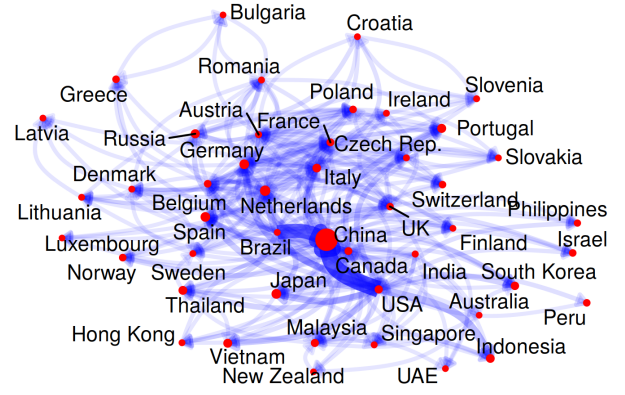 Bulgaria
Croatia
Romania
Greece
Poland
Ireland
Slovenia
Austria
France
Latvia
Russia
Czech Rep.
Portugal
Germany
Slovakia
Denmark
Italy
Lithuania
Belgium
Netherlands
Switzerland
Philippines
Spain
Brazil
China
UK
Finland
Luxembourg
Israel
Norway
Sweden
Canada
India
South Korea
Thailand
Japan
USA
Australia
Peru
Hong Kong
Vietnam
Malaysia
Singapore
Indonesia
New Zealand
UAE